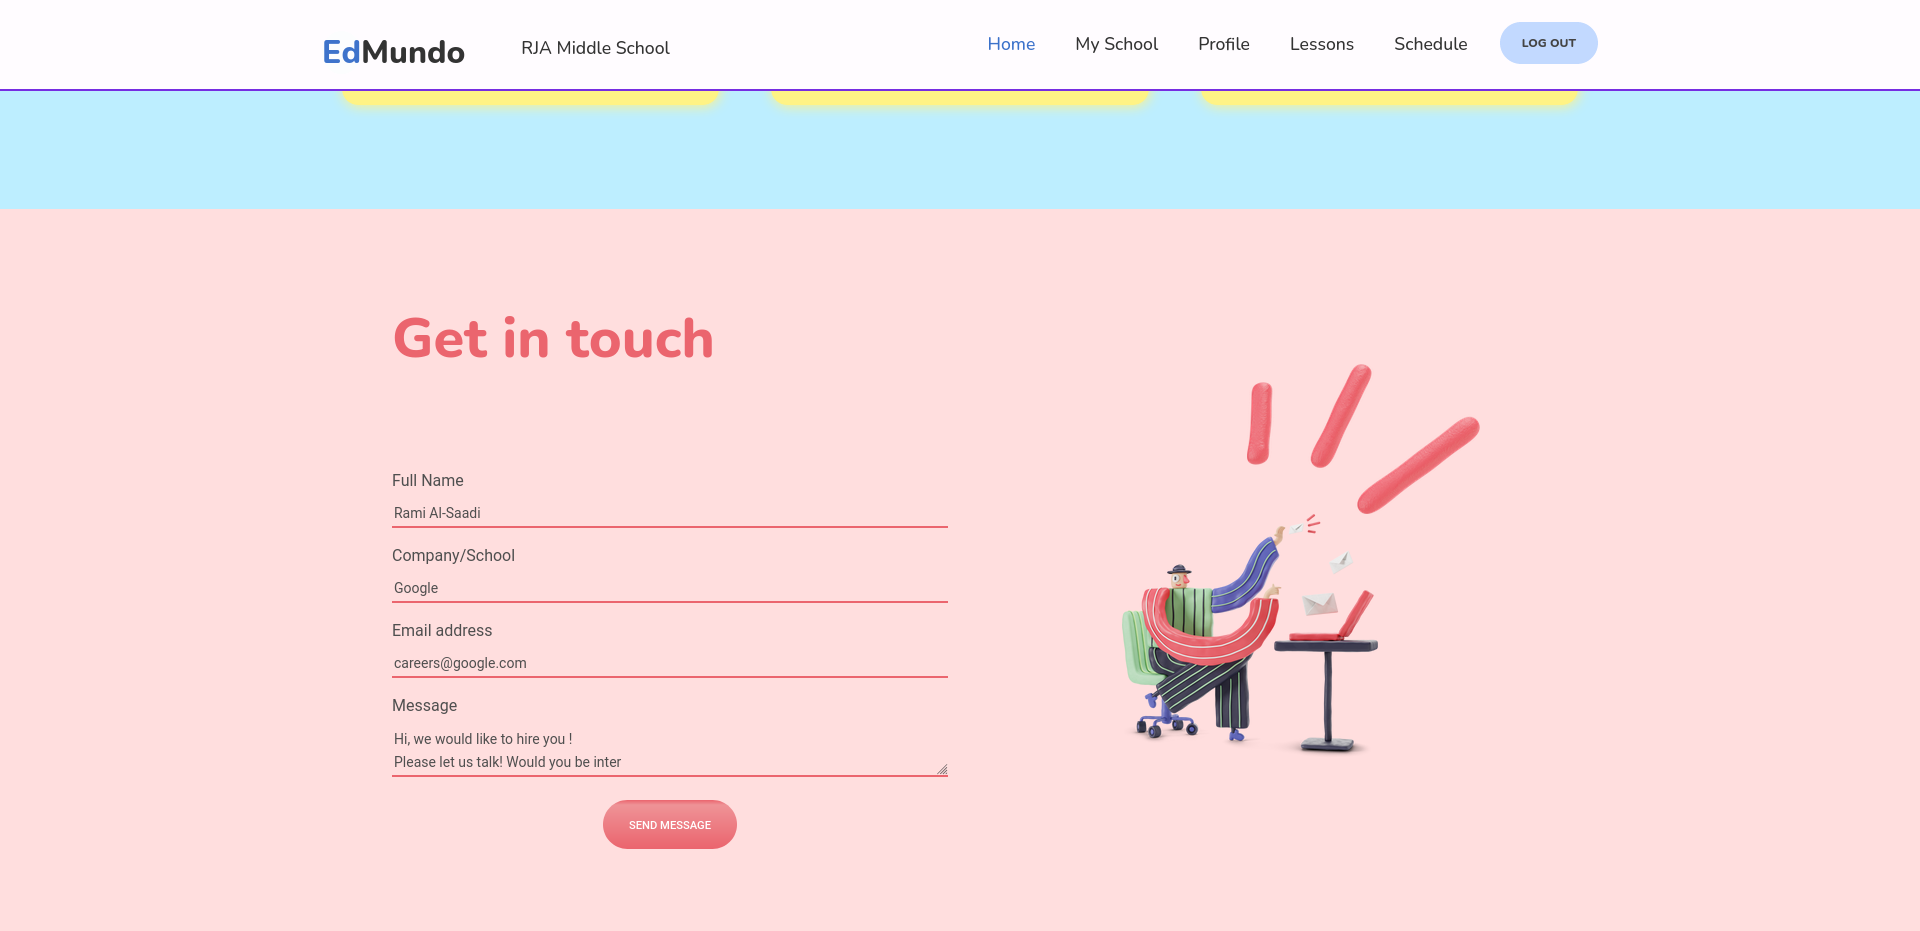 EdMundo
RJA Middle School
Home
My School
Profile
Lessons
Schedule
LOG OUT
Get in touch
Full Name
Rami Al-Saadi
Company/School
Google
Email address
careers@google.com
Message
Hi, we would like to hire you !
Please let us talk! Would you be inter
SEND MESSAGE